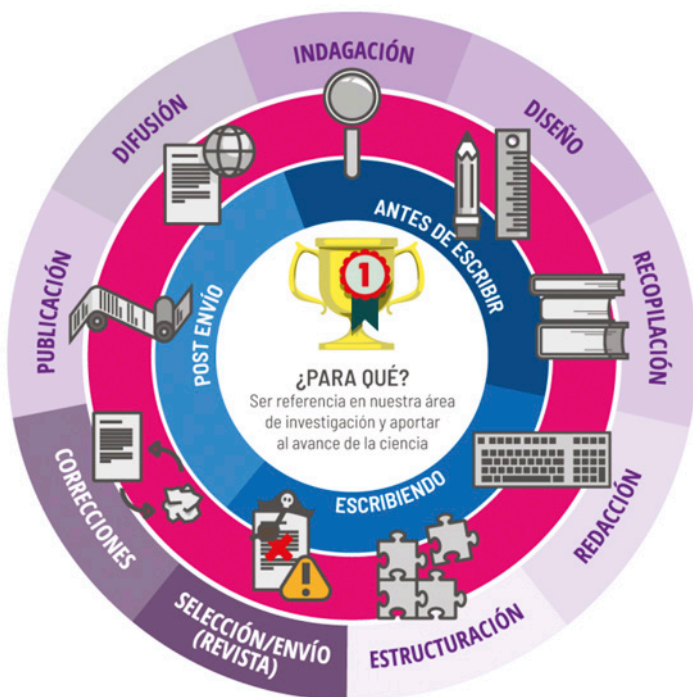 INDAGACIÓN
DISEÑO
RECOPILACIÓN
REDACCIÓN
ESTRUCTURACIÓN
SELECCIÓN/ENVÍO
(REVISTA)
CORRECCIONES
PUBLICACIÓN
DIFUSIÓN
ANTES DE ESCRIBIR
ESCRIBIENDO
POST ENVÍO
1
¿PARA QUÉ?
Ser referencia en nuestra área
de investigación y aportar
al avance de la ciencia